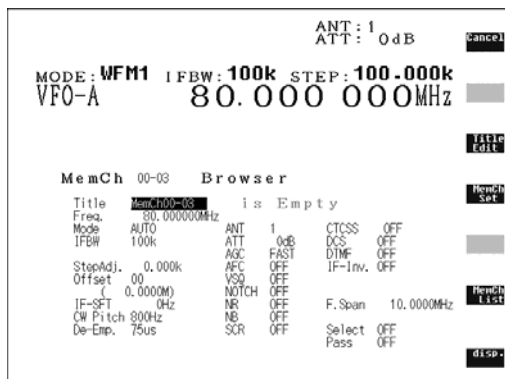 ANT: 1
ATT: 0dB
Cancel
MODE: WFM1 IFBW: 100k STEP: 100.000k
VFO-A 80.000 000MHz
Title Edit
MemCh 00-03 Browser
MemCh Set
Title MemCh00-03 is Empty
Freq. 80.000000MHz
Mode AUTO ANT 1 CTCSS OFF
IFBW 100k ATT 0dB DCS OFF
AGC FAST DTMF OFF
StepAdj. 0.000k AFC OFF IF-Inv. OFF
Offset 00 VSQ OFF
( 0.0000M) NOTCH OFF
MemCh List
IF-SFT 0Hz NR OFF F.Span 10.0000MHz
CW Pitch 800Hz NB OFF
De-Emp. 75us SCR OFF Select OFF
Pass OFF
disp.